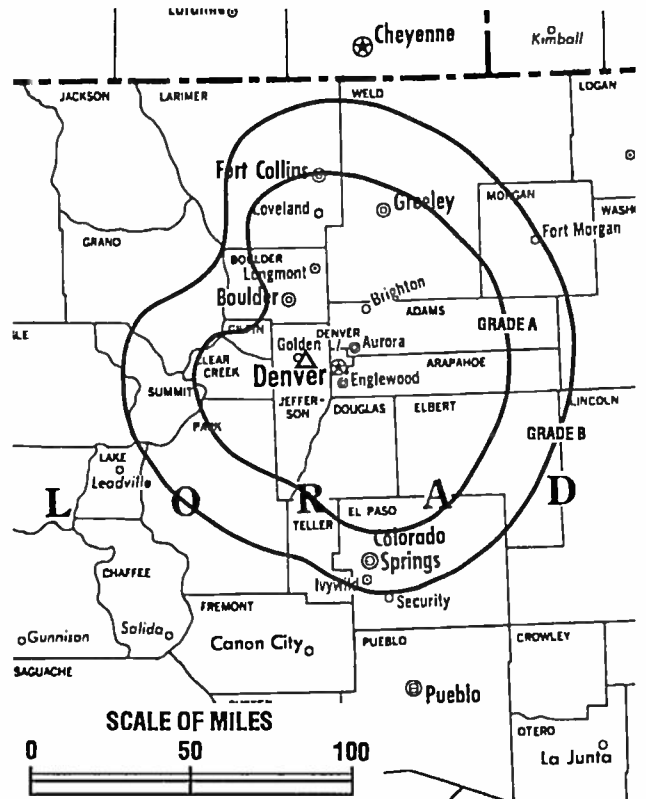 Cheyenne
Kimball
JACKSON
LARIMER
WELD
LOGAN
Fort Collins
Loveland
Greeley
MORGAN
Fort Morgan
GRAND
BOULDER
Longmont
Boulder
Brighton
ADAMS
GILPIN
GRADE A
Golden
DENVER
Aurora
CLEAR
CREEK
Denver
ARAPAHOE
Englewood
SUMMIT
JEFFER-
SON
DOUGLAS
ELBERT
LINCOLN
PARK
GRADE B
LAKE
Leadville
L O R A D
TELLER
EL PASO
Colorado
Springs
CHAFFEE
Ivywild
Security
FREMONT
Gunnison
Salida
Canon City
PUEBLO
CROWLEY
SAGUACHE
Pueblo
OTERO
La Junta
SCALE OF MILES
0 50 100